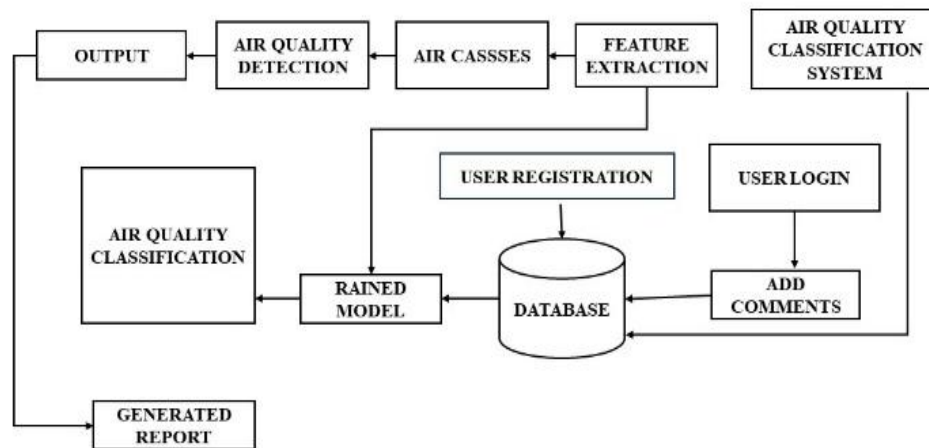 OUTPUT
AIR QUALITY
DETECTION
AIR CASSSES
FEATURE
EXTRACTION
AIR QUALITY
CLASSIFICATION
SYSTEM
USER REGISTRATION
USER LOGIN
AIR QUALITY
CLASSIFICATION
RAINED
MODEL
DATABASE
ADD
COMMENTS
GENERATED
REPORT